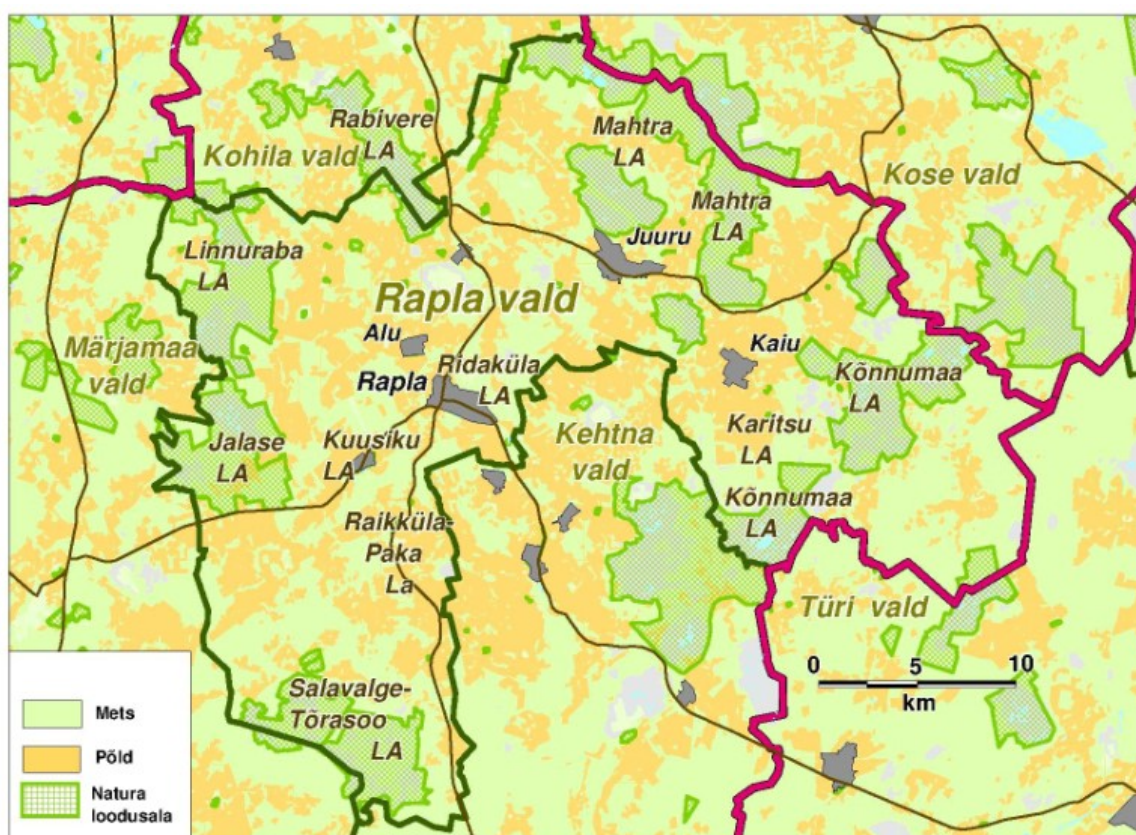 Rabivere
LA
Kohila vald
Mahtra
LA
Kose vald
Mahtra
LA
Juuru
Linnuraba
LA
Rapla vald
Alu
Kaiu
Märjamaa
vald
Ridaküla
LA
Rapla
Kõnnumaa
LA
Jalase
LA
Kuusiku
LA
Kehtna
vald
Karitsu
LA
Kõnnumaa
LA
Raikküla-
Paka
La
Türi vald
0 5 10
km
Salavalge-
Tõrasoo
LA
Mets
Põld
Natura
loodusala